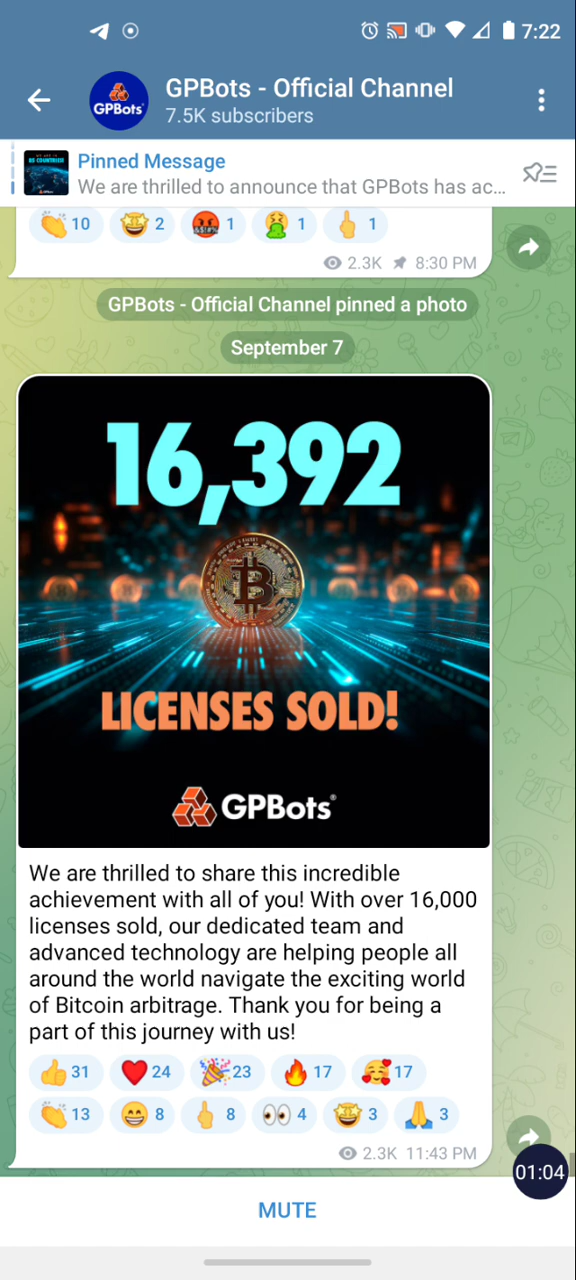 7:22
GPBots - Official Channel
7.5K subscribers
GPBots
Pinned Message
We are thrilled to announce that GPBots has ac...
10 2 1 1 1
2.3K 8:30 PM
GPBots - Official Channel pinned a photo
September 7
16,392
LICENSES SOLD!
GPBots®
We are thrilled to share this incredible
achievement with all of you! With over 16,000
licenses sold, our dedicated team and
advanced technology are helping people all
around the world navigate the exciting world
of Bitcoin arbitrage. Thank you for being a
part of this journey with us!
31 24 23 17 17
13 8 8 4 3 3
2.3K 11:43 PM
01:04
MUTE